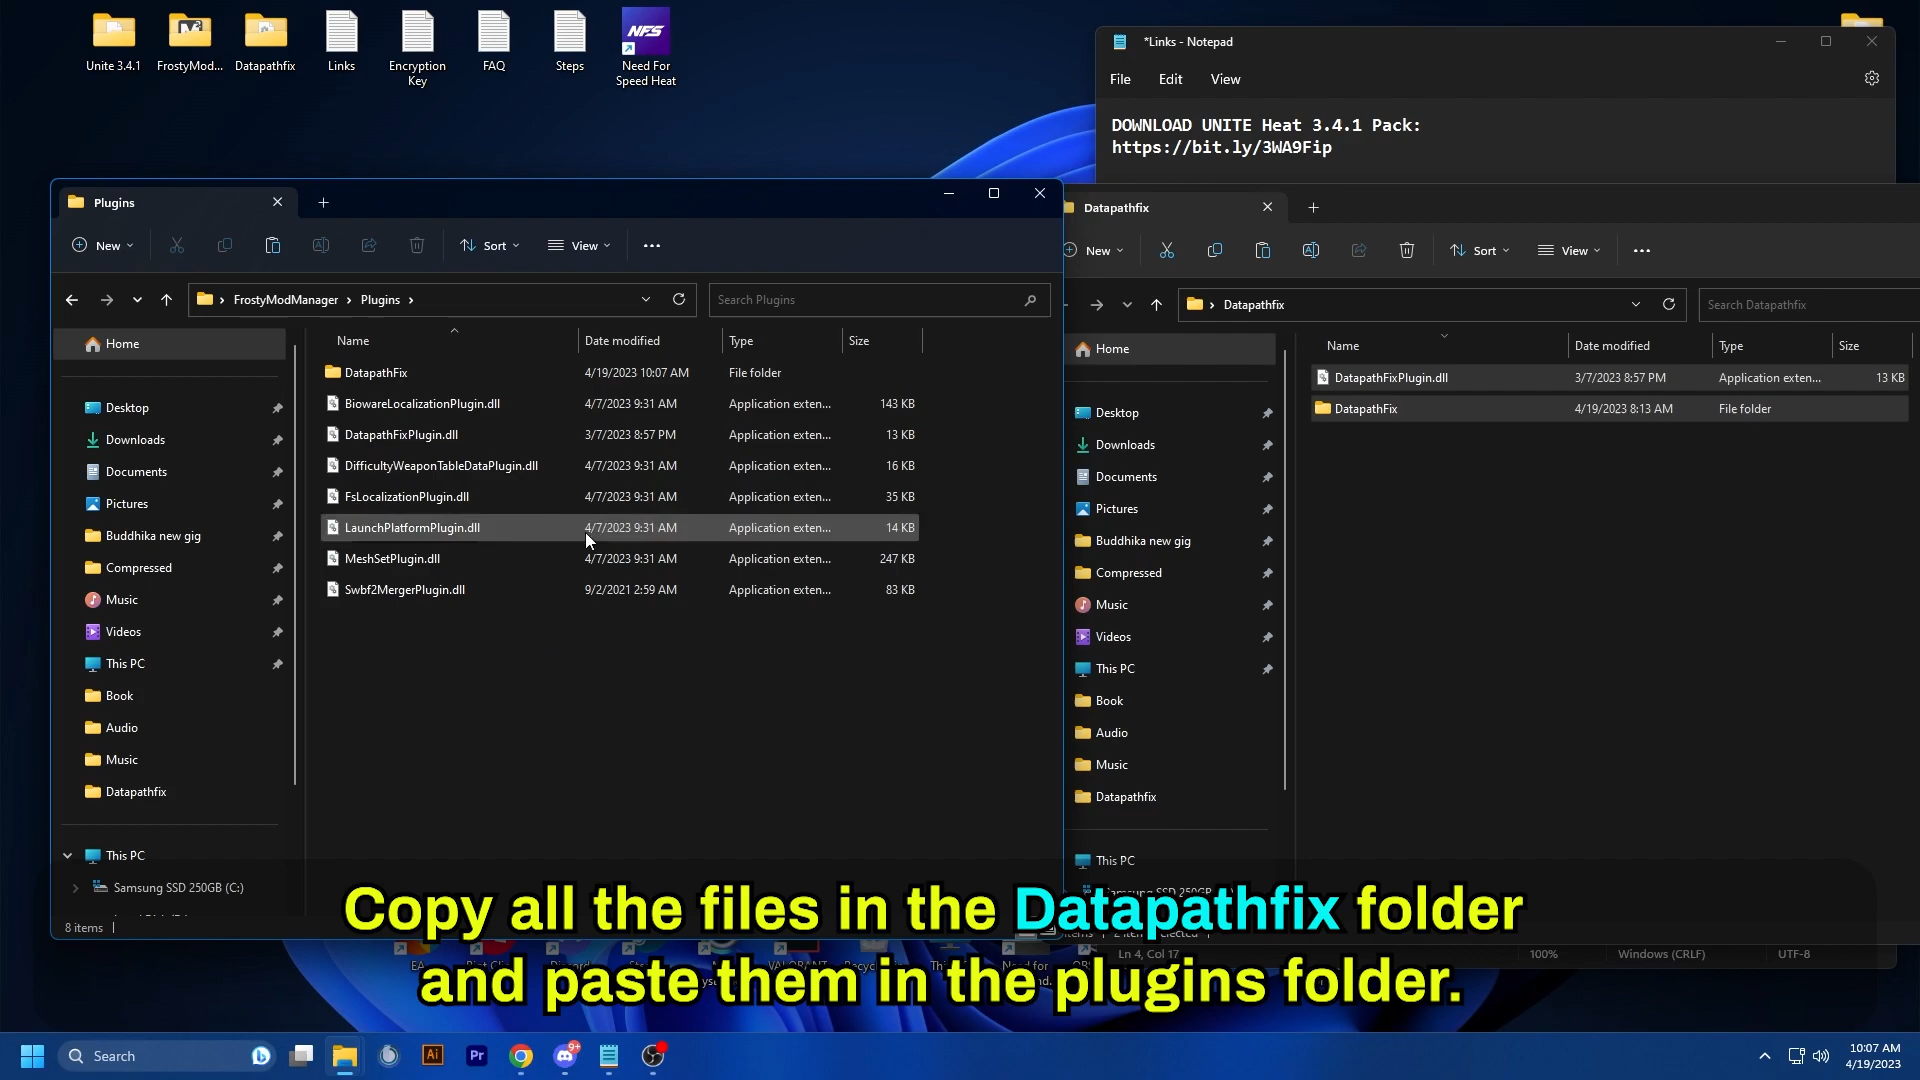 Unite 3.4.1
FrostyMod...
Datapathfix
Links
Encryption
Key
FAQ
Steps
NFS
Need For
Speed Heat
*Links - Notepad
File
Edit
View
DOWNLOAD UNITE Heat 3.4.1 Pack:
https://bit.ly/3WA9Fip
Plugins
New
Sort
View
FrostyModManager
Plugins
Search Plugins
Home
Desktop
Downloads
Documents
Pictures
Buddhika new gig
Compressed
Music
Videos
This PC
Book
Audio
Music
Datapathfix
This PC
Samsung SSD 250GB (C:)
8 items
Name Date modified Type Size
DatapathFix 4/19/2023 10:07 AM File folder
BiowareLocalizationPlugin.dll 4/7/2023 9:31 AM Application exten... 143 KB
DatapathFixPlugin.dll 3/7/2023 8:57 PM Application exten... 13 KB
DifficultyWeaponTableDataPlugin.dll 4/7/2023 9:31 AM Application exten... 16 KB
FsLocalizationPlugin.dll 4/7/2023 9:31 AM Application exten... 35 KB
LaunchPlatformPlugin.dll 4/7/2023 9:31 AM Application exten... 14 KB
MeshSetPlugin.dll 4/7/2023 9:31 AM Application exten... 247 KB
Swbf2MergerPlugin.dll 9/2/2021 2:59 AM Application exten... 83 KB
Datapathfix
New
Sort
View
Datapathfix
Search Datapathfix
Home
Desktop
Downloads
Documents
Pictures
Buddhika new gig
Compressed
Music
Videos
This PC
Book
Audio
Music
Datapathfix
This PC
Name Date modified Type Size
DatapathFixPlugin.dll 3/7/2023 8:57 PM Application exten... 13 KB
DatapathFix 4/19/2023 8:13 AM File folder
Copy all the files in the Datapathfix folder
and paste them in the plugins folder.
Ln 4, Col 17
100%
Windows (CRLF)
UTF-8
Search
Ai
Pr
9+
10:07 AM
4/19/2023